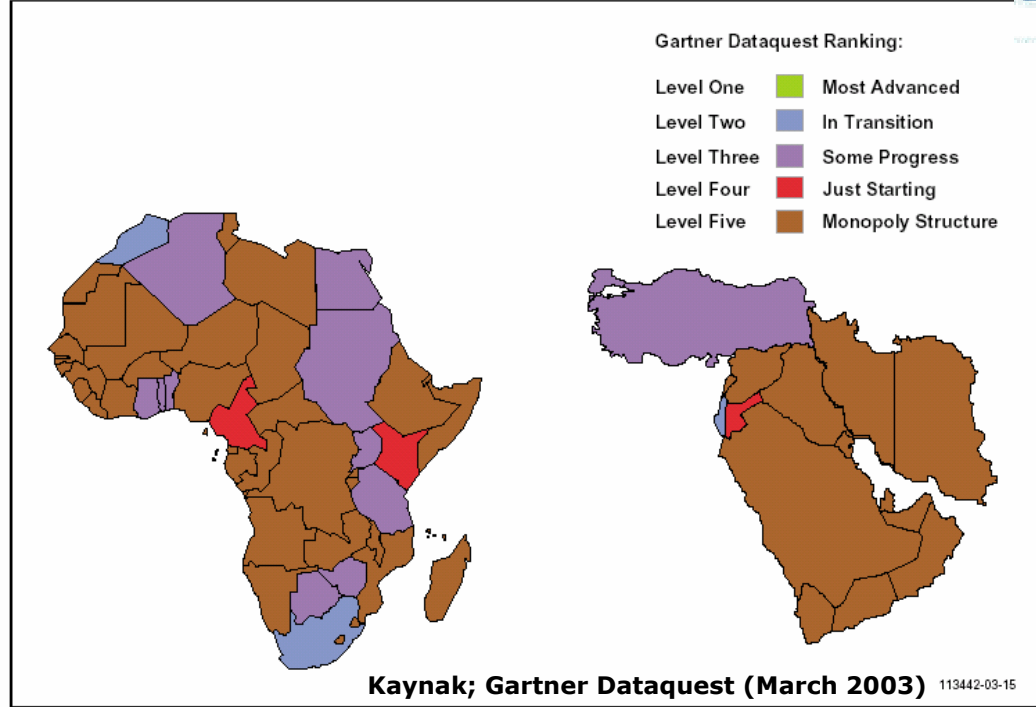 Gartner Dataquest Ranking:
Level One Most Advanced
Level Two In Transition
Level Three Some Progress
Level Four Just Starting
Level Five Monopoly Structure
Kaynak; Gartner Dataquest (March 2003) 113442-03-15